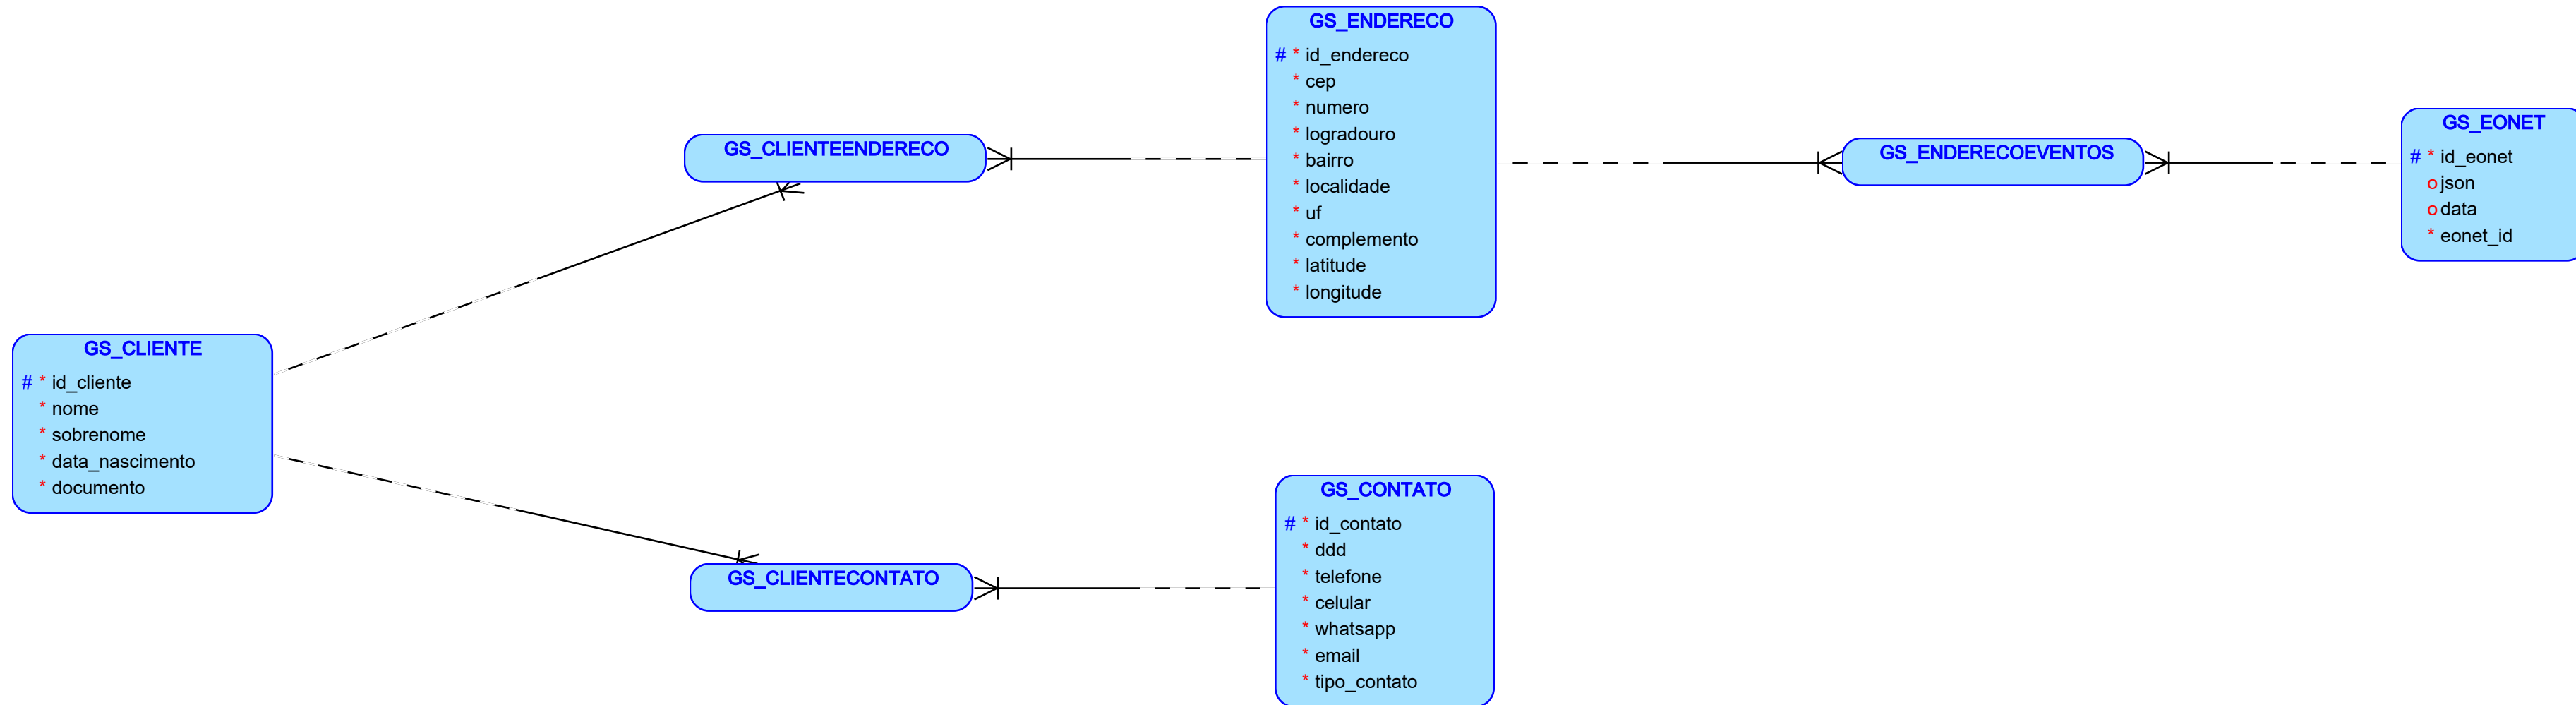 GS_ENDERECO
# * id_endereco
* cep
* numero
* logradouro
* bairro
* localidade
* uf
* complemento
* latitude
* longitude
GS_EONET
# * id_eonet
o json
o data
* eonet_id
GS_CLIENTEENDERECO
GS_ENDERECOEVENTOS
GS_CLIENTE
# * id_cliente
* nome
* sobrenome
* data_nascimento
* documento
GS_CONTATO
# * id_contato
* ddd
* telefone
* celular
* whatsapp
* email
* tipo_contato
GS_CLIENTECONTATO